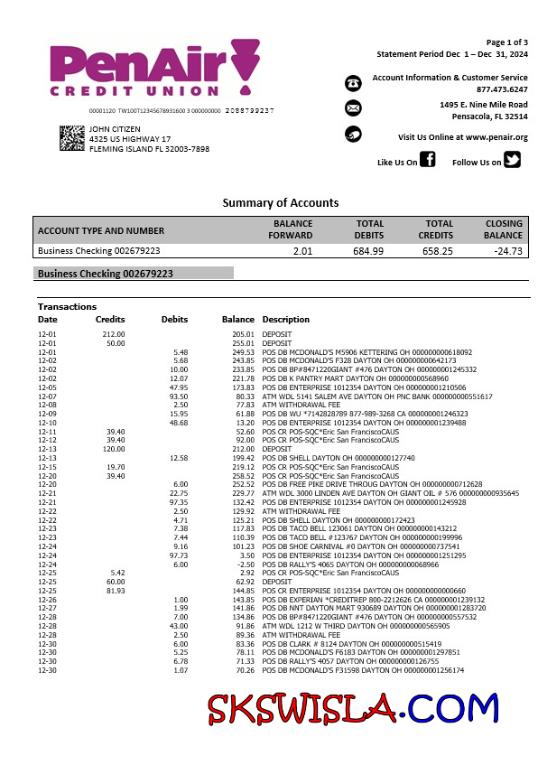 PenAir
CREDIT UNION
Page 1 of 3
Statement Period Dec 1 – Dec 31, 2024
Account Information & Customer Service
877.473.6247
1495 E. Nine Mile Road
Pensacola, FL 32514
Visit Us Online at www.penair.org
Like Us On Follow Us on
00001120 TW100T12345678931600 3 000000000 2088799237
JOHN CITIZEN
4325 US HIGHWAY 17
FLEMING ISLAND FL 32003-7898
Summary of Accounts
ACCOUNT TYPE AND NUMBER BALANCE FORWARD TOTAL DEBITS TOTAL CREDITS CLOSING BALANCE
Business Checking 002679223 2.01 684.99 658.25 -24.73
Business Checking 002679223
Transactions
Date Credits Debits Balance Description
12-01 212.00 205.01 DEPOSIT
12-01 50.00 255.01 DEPOSIT
12-01 5.48 249.53 POS DB MCDONALD'S M5906 KETTERING OH 000000000618092
12-02 5.68 243.85 POS DB MCDONALD'S F328 DAYTON OH 000000000642173
12-02 10.00 233.85 POS DB BP#8471220GIANT #476 DAYTON OH 000000001245332
12-02 12.07 221.78 POS DB K PANTRY MART DAYTON OH 000000000568960
12-05 47.95 173.83 POS DB ENTERPRISE 1012354 DAYTON OH 000000001210506
12-07 93.50 80.33 ATM WDL 5141 SALEM AVE DAYTON OH PNC BANK 000000000551617
12-08 2.50 77.83 ATM WITHDRAWAL FEE
12-09 15.95 61.88 POS DB WU *7142828789 877-989-3268 CA 000000001246323
12-10 48.68 13.20 POS DB ENTERPRISE 1012354 DAYTON OH 000000001239488
12-11 39.40 52.60 POS CR POS-SQC*Eric San FranciscoCAUS
12-12 39.40 92.00 POS CR POS-SQC*Eric San FranciscoCAUS
12-13 120.00 212.00 DEPOSIT
12-13 12.58 199.42 POS DB SHELL DAYTON OH 000000000127740
12-15 19.70 219.12 POS CR POS-SQC*Eric San FranciscoCAUS
12-20 39.40 258.52 POS CR POS-SQC*Eric San FranciscoCAUS
12-20 6.00 252.52 POS DB FREE PIKE DRIVE THROUG DAYTON OH 000000000712628
12-21 22.75 229.77 ATM WDL 3000 LINDEN AVE DAYTON OH GIANT OIL # 576 000000000935645
12-21 97.35 132.42 POS DB ENTERPRISE 1012354 DAYTON OH 000000001245928
12-22 2.50 129.92 ATM WITHDRAWAL FEE
12-22 4.71 125.21 POS DB SHELL DAYTON OH 000000000172423
12-23 7.38 117.83 POS DB TACO BELL 123061 DAYTON OH 000000000143212
12-23 7.44 110.39 POS DB TACO BELL #123767 DAYTON OH 000000000199996
12-24 9.16 101.23 POS DB SHOE CARNIVAL #0 DAYTON OH 000000000737541
12-24 97.73 3.50 POS DB ENTERPRISE 1012354 DAYTON OH 000000001251295
12-24 6.00 -2.50 POS DB RALLY'S 4065 DAYTON OH 000000000068966
12-25 5.42 2.92 POS CR POS-SQC*Eric San FranciscoCAUS
12-25 60.00 62.92 DEPOSIT
12-25 81.93 144.85 POS CR ENTERPRISE 1012354 DAYTON OH 000000000000660
12-26 1.00 143.85 POS DB EXPERIAN *CREDITREP 800-2212626 CA 000000001239132
12-27 1.99 141.86 POS DB NNT DAYTON MART 930689 DAYTON OH 000000001283720
12-28 7.00 134.86 POS DB BP#8471220GIANT #476 DAYTON OH 000000000557532
12-28 43.00 91.86 ATM WDL 1212 W THIRD DAYTON OH 000000000565905
12-28 2.50 89.36 ATM WITHDRAWAL FEE
12-30 6.00 83.36 POS DB CLARK # 8124 DAYTON OH 000000000515419
12-30 5.25 78.11 POS DB MCDONALD'S F6183 DAYTON OH 000000001297851
12-30 6.78 71.33 POS DB RALLY'S 4057 DAYTON OH 000000000126755
12-30 1.07 70.26 POS DB MCDONALD'S F31598 DAYTON OH 000000001256174
SKSWISLA.COM